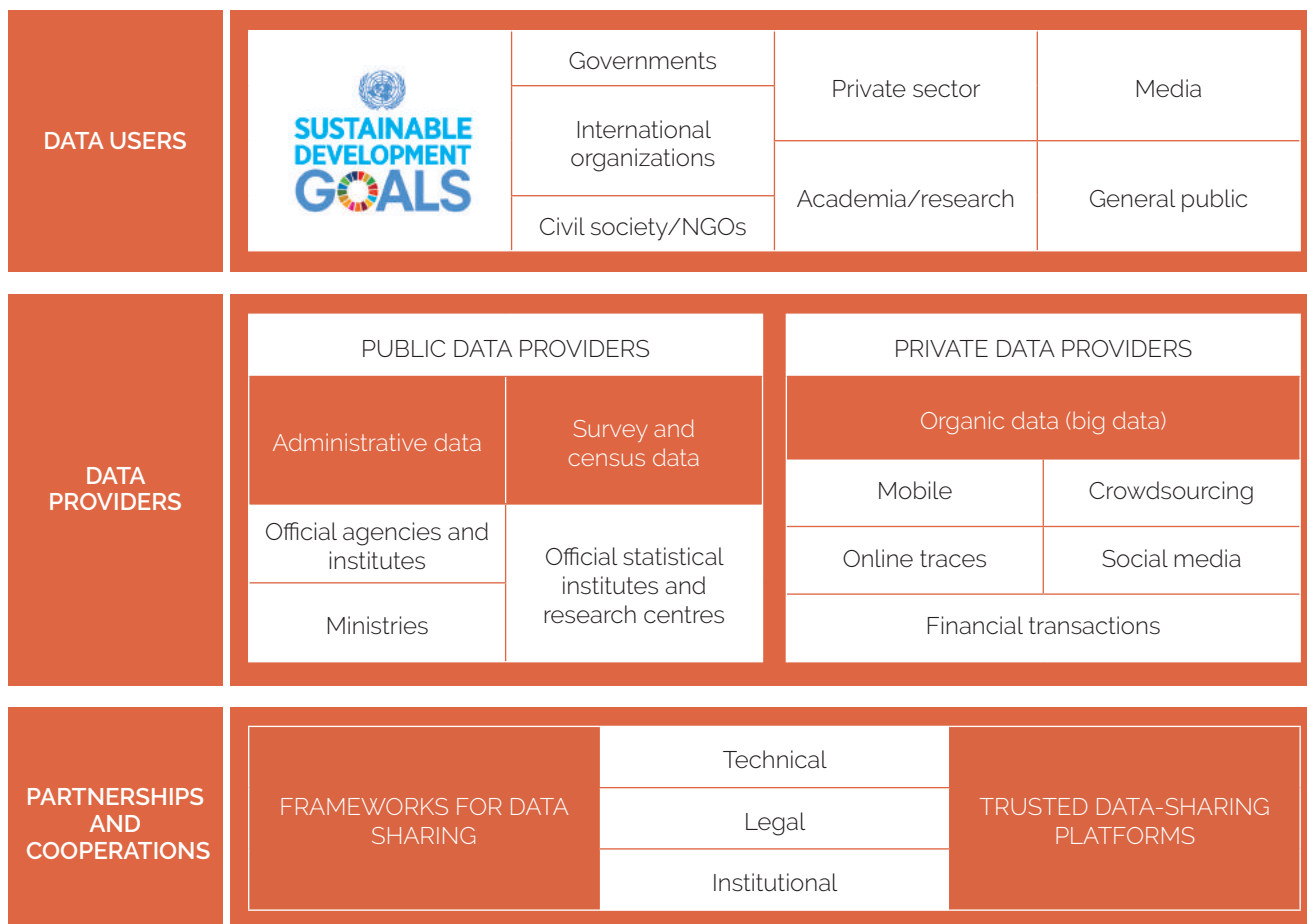 DATA USERS
SUSTAINABLE
DEVELOPMENT
GOALS
Governments
International
organizations
Civil society/NGOs
Private sector
Academia/research
Media
General public
DATA
PROVIDERS
PUBLIC DATA PROVIDERS
Administrative data
Survey and
census data
Official agencies and
institutes
Ministries
Official statistical
institutes and
research centres
PRIVATE DATA PROVIDERS
Organic data (big data)
Mobile
Crowdsourcing
Online traces
Social media
Financial transactions
PARTNERSHIPS
AND
COOPERATIONS
FRAMEWORKS FOR DATA
SHARING
Technical
Legal
Institutional
TRUSTED DATA-SHARING
PLATFORMS